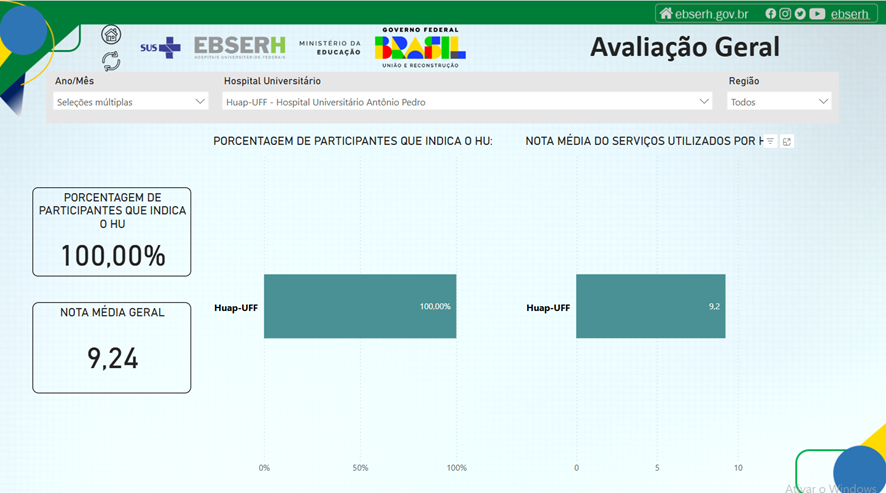 ebserh.gov.br
ebserh
SUS
EBSERH
HOSPITAIS UNIVERSITÁRIOS FEDERAIS
MINISTÉRIO DA
EDUCAÇÃO
GOVERNO FEDERAL
BRASIL
UNIÃO E RECONSTRUÇÃO
Avaliação Geral
Ano/Mês
Hospital Universitário
Região
Seleções múltiplas
Huap-UFF - Hospital Universitário Antônio Pedro
Todos
PORCENTAGEM DE PARTICIPANTES QUE INDICA O HU:
NOTA MÉDIA DO SERVIÇOS UTILIZADOS POR H
PORCENTAGEM DE
PARTICIPANTES QUE INDICA
O HU
100,00%
NOTA MÉDIA GERAL
9,24
Huap-UFF
100,00%
Huap-UFF
9,2
0%
50%
100%
0
5
10
Ativar o Windows